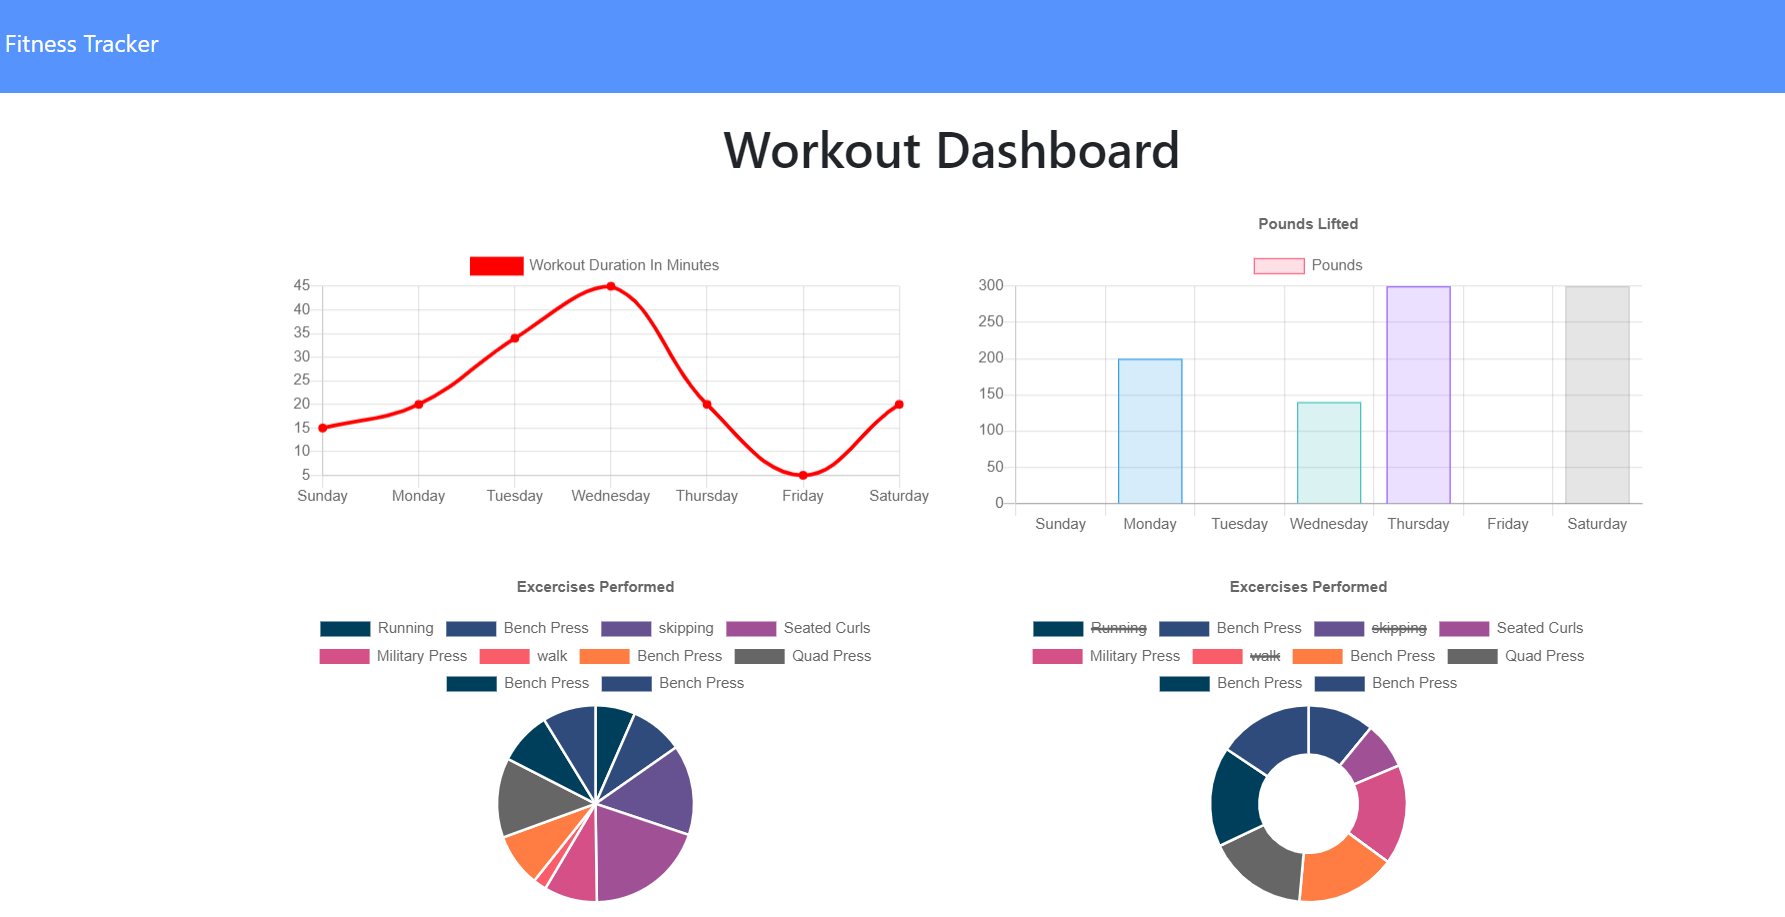 Fitness Tracker
Workout Dashboard
Workout Duration In Minutes
45
40
35
30
25
20
15
10
5
Sunday Monday Tuesday Wednesday Thursday Friday Saturday
Pounds Lifted
Pounds
300
250
200
150
100
50
0
Sunday Monday Tuesday Wednesday Thursday Friday Saturday
Excercises Performed
Running Bench Press skipping Seated Curls
Military Press walk Bench Press Quad Press
Bench Press Bench Press
Excercises Performed
Running Bench Press skipping Seated Curls
Military Press walk Bench Press Quad Press
Bench Press Bench Press